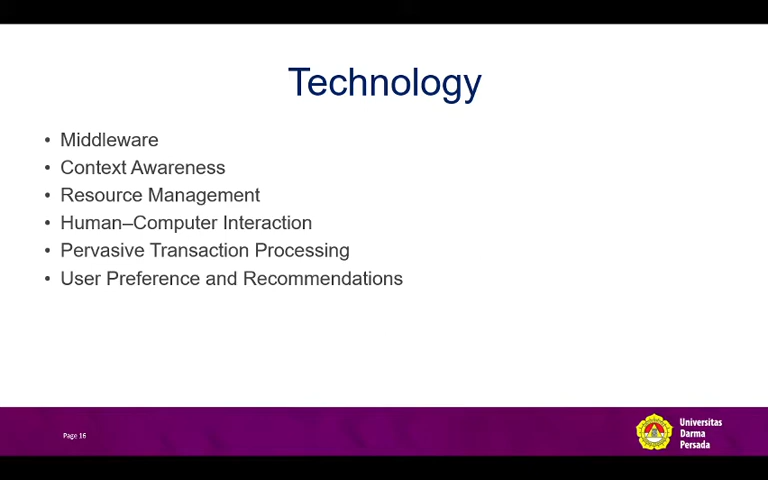 Technology
• Middleware
• Context Awareness
• Resource Management
• Human–Computer Interaction
• Pervasive Transaction Processing
• User Preference and Recommendations
Page 16
Universitas
Darma
Persada